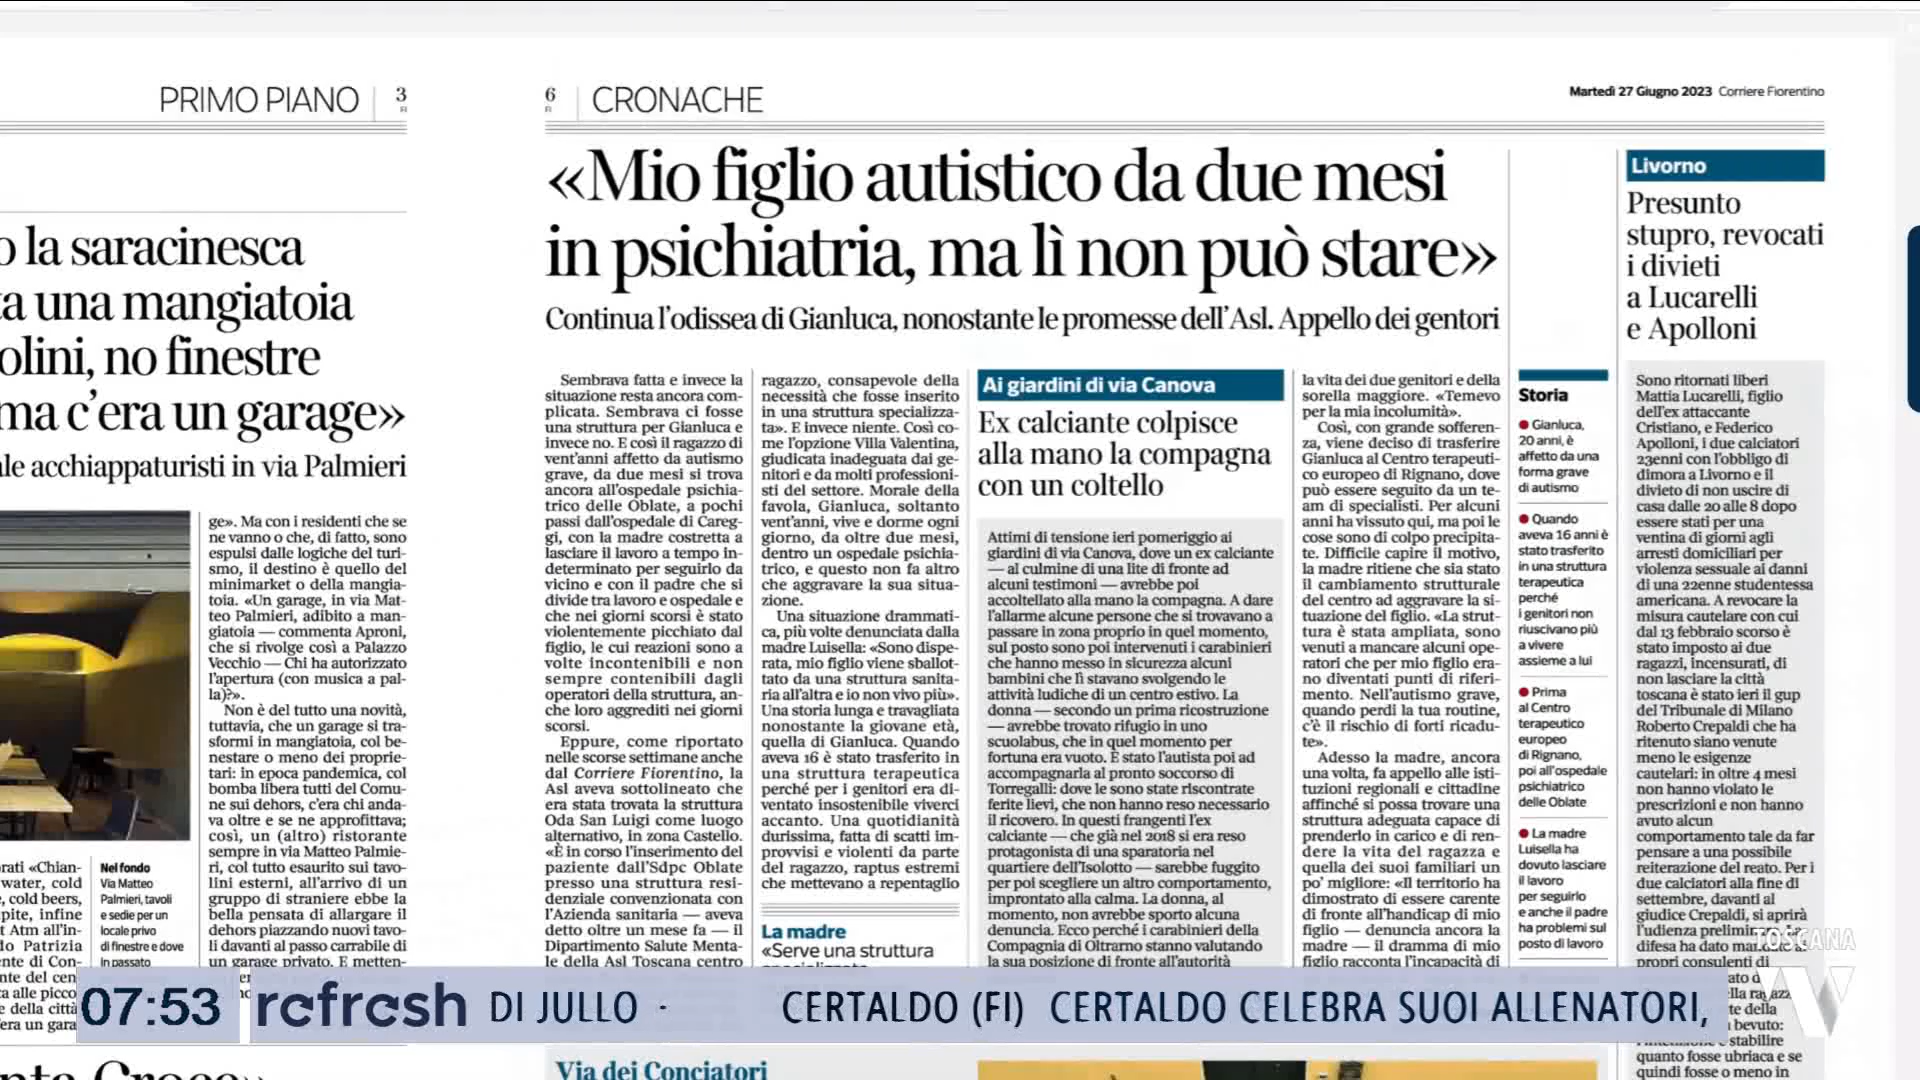 PRIMO PIANO
3
R
la saracinesca
una mangiatoia
no finestre
ma c'era un garage»
acchiappaturisti in via Palmieri
ge». Ma con i residenti che se
ne vanno o che, di fatto, sono
espulsi dalle logiche del turi-
smo, il destino è quello del
minimarket o della mangia-
toia. «Un garage, in via Mat-
teo Palmieri, adibito a man-
giatoia — commenta Aproni,
che si rivolge così a Palazzo
Vecchio — Chi ha autorizzato
l'apertura (con musica a pal-
la)?».
Non è del tutto una novità,
tuttavia, che un garage si tra-
sformi in mangiatoia, col be-
nestare o meno dei proprie-
tari: in epoca pandemica, col
bomba libera tutti del Comu-
ne sui dehors, c'era chi anda-
va oltre e se ne approfittava;
così, un (altro) ristorante
sempre in via Matteo Palmie-
ri, col tutto esaurito sui tavo-
lini esterni, all'arrivo di un
gruppo di straniere ebbe la
bella pensata di allargare il
dehors piazzando nuovi tavo-
li davanti al passo carrabile di
un garage privato. E metten-
Nel fondo
Via Matteo
Palmieri, tavoli
e sedie per un
locale privo
di finestre e dove
in passato
water, cold
cold beers,
infine
Atm all'in-
Patrizia
di Con-
del cen
alle picco
della città
un gara
6
R
CRONACHE
Martedì 27 Giugno 2023 Corriere Fiorentino
«Mio figlio autistico da due mesi
in psichiatria, ma lì non può stare»
Continua l'odissea di Gianluca, nonostante le promesse dell'Asl. Appello dei gentori
Sembrava fatta e invece la
situazione resta ancora com-
plicata. Sembrava ci fosse
una struttura per Gianluca e
invece no. E così il ragazzo di
vent'anni affetto da autismo
grave, da due mesi si trova
ancora all'ospedale psichia-
trico delle Oblate, a pochi
passi dall'ospedale di Careg-
gi, con la madre costretta a
lasciare il lavoro a tempo in-
determinato per seguirlo da
vicino e con il padre che si
divide tra lavoro e ospedale e
che nei giorni scorsi è stato
violentemente picchiato dal
figlio, le cui reazioni sono a
volte incontenibili e non
sempre contenibili dagli
operatori della struttura, an-
che loro aggrediti nei giorni
scorsi.
Eppure, come riportato
nelle scorse settimane anche
dal Corriere Fiorentino, la
Asl aveva sottolineato che
era stata trovata la struttura
Oda San Luigi come luogo
alternativo, in zona Castello.
«È in corso l'inserimento del
paziente dall'Sdpc Oblate
presso una struttura resi-
denziale convenzionata con
l'Azienda sanitaria — aveva
detto oltre un mese fa — il
Dipartimento Salute Menta-
le della Asl Toscana centro
ragazzo, consapevole della
necessità che fosse inserito
in una struttura specializza-
ta». E invece niente. Così co-
me l'opzione Villa Valentina,
giudicata inadeguata dai ge-
nitori e da molti professioni-
sti del settore. Morale della
favola, Gianluca, soltanto
vent'anni, vive e dorme ogni
giorno, da oltre due mesi,
dentro un ospedale psichia-
trico, e questo non fa altro
che aggravare la sua situa-
zione.
Una situazione drammati-
ca, più volte denunciata dalla
madre Luisella: «Sono dispe-
rata, mio figlio viene sballot-
tato da una struttura sanita-
ria all'altra e io non vivo più».
Una storia lunga e travagliata
nonostante la giovane età,
quella di Gianluca. Quando
aveva 16 è stato trasferito in
una struttura terapeutica
perché per i genitori era di-
ventato insostenibile viverci
accanto. Una quotidianità
durissima, fatta di scatti im-
provvisi e violenti da parte
del ragazzo, raptus estremi
che mettevano a repentaglio
La madre
«Serve una struttura
Ai giardini di via Canova
Ex calciante colpisce
alla mano la compagna
con un coltello
Attimi di tensione ieri pomeriggio ai
giardini di via Canova, dove un ex calciante
— al culmine di una lite di fronte ad
alcuni testimoni — avrebbe poi
accoltellato alla mano la compagna. A dare
l'allarme alcune persone che si trovavano a
passare in zona proprio in quel momento,
sul posto sono poi intervenuti i carabinieri
che hanno messo in sicurezza alcuni
bambini che lì stavano svolgendo le
attività ludiche di un centro estivo. La
donna — secondo un prima ricostruzione
— avrebbe trovato rifugio in uno
scuolabus, che in quel momento per
fortuna era vuoto. È stato l'autista poi ad
accompagnarla al pronto soccorso di
Torregalli: dove le sono state riscontrate
ferite lievi, che non hanno reso necessario
il ricovero. In questi frangenti l'ex
calciante — che già nel 2018 si era reso
protagonista di una sparatoria nel
quartiere dell'Isolotto — sarebbe fuggito
per poi scegliere un altro comportamento,
improntato alla calma. La donna, al
momento, non avrebbe sporto alcuna
denuncia. Ecco perché i carabinieri della
Compagnia di Oltrarno stanno valutando
la sua posizione di fronte all'autorità
la vita dei due genitori e della
sorella maggiore. «Temevo
per la mia incolumità».
Così, con grande sofferen-
za, viene deciso di trasferire
Gianluca al Centro terapeuti-
co europeo di Rignano, dove
può essere seguito da un te-
am di specialisti. Per alcuni
anni ha vissuto qui, ma poi le
cose sono di colpo precipita-
te. Difficile capire il motivo,
la madre ritiene che sia stato
il cambiamento strutturale
del centro ad aggravare la si-
tuazione del figlio. «La strut-
tura è stata ampliata, sono
venuti a mancare alcuni ope-
ratori che per mio figlio era-
no diventati punti di riferi-
mento. Nell'autismo grave,
quando perdi la tua routine,
c'è il rischio di forti ricadu-
te».
Adesso la madre, ancora
una volta, fa appello alle isti-
tuzioni regionali e cittadine
affinché si possa trovare una
struttura adeguata capace di
prenderlo in carico e di ren-
dere la vita del ragazzo e
quella dei suoi familiari un
po' migliore: «Il territorio ha
dimostrato di essere carente
di fronte all'handicap di mio
figlio — denuncia ancora la
madre — il dramma di mio
figlio racconta l'incapacità di
Storia
Gianluca,
20 anni, è
affetto da una
forma grave
di autismo
Quando
aveva 16 anni è
stato trasferito
in una struttura
terapeutica
perché
i genitori non
riuscivano più
a vivere
assieme a lui
Prima
al Centro
terapeutico
europeo
di Rignano,
poi all'ospedale
psichiatrico
delle Oblate
La madre
Luisella ha
dovuto lasciare
il lavoro
per seguirlo
e anche il padre
ha problemi sul
posto di lavoro
Livorno
Presunto
stupro, revocati
i divieti
a Lucarelli
e Apolloni
Sono ritornati liberi
Mattia Lucarelli, figlio
dell'ex attaccante
Cristiano, e Federico
Apolloni, i due calciatori
23enni con l'obbligo di
dimora a Livorno e il
divieto di non uscire di
casa dalle 20 alle 8 dopo
essere stati per una
ventina di giorni agli
arresti domiciliari per
violenza sessuale ai danni
di una 22enne studentessa
americana. A revocare la
misura cautelare con cui
dal 13 febbraio scorso è
stato imposto ai due
ragazzi, incensurati, di
non lasciare la città
toscana è stato ieri il gup
del Tribunale di Milano
Roberto Crepaldi che ha
ritenuto siano venute
meno le esigenze
cautelari: in oltre 4 mesi
non hanno violato le
prescrizioni e non hanno
avuto alcun
comportamento tale da far
pensare a una possibile
reiterazione del reato. Per i
due calciatori alla fine di
settembre, davanti al
giudice Crepaldi, si aprirà
l'udienza
difesa ha dato
propri consulenti di
della
bevuto:
stabilire
quanto fosse ubriaca e se
quindi fosse o meno in
TOSCANA
07:53 refresh DI JULLO - CERTALDO (FI) CERTALDO CELEBRA SUOI ALLENATORI,
Via dei Conciatori